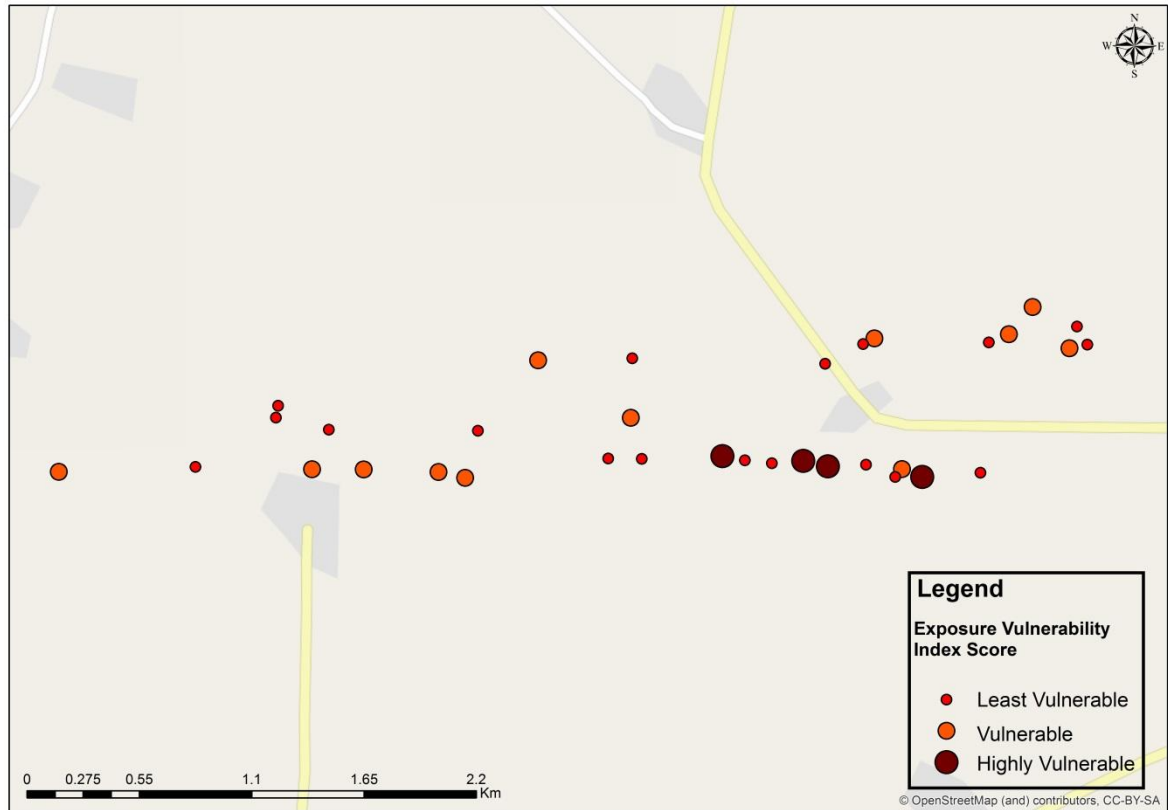 N
W E
S
Legend
Exposure Vulnerability
Index Score
Least Vulnerable
Vulnerable
Highly Vulnerable
0 0.275 0.55 1.1 1.65 2.2
Km
© OpenStreetMap (and) contributors, CC-BY-SA